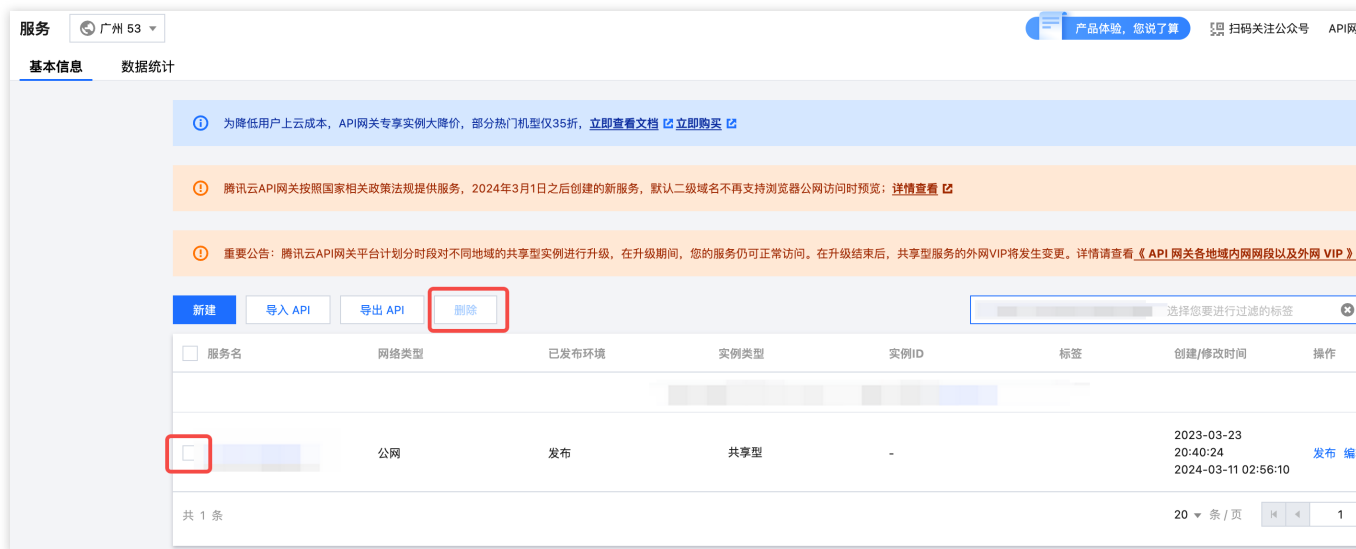 服务 广州 53 产品体验，您说了算 扫码关注公众号 API网
基本信息 数据统计
为降低用户上云成本，API网关专享实例大降价，部分热门机型仅35折，立即查看文档 立即购买
腾讯云API网关按照国家相关政策法规提供服务，2024年3月1日之后创建的新服务，默认二级域名不再支持浏览器公网访问时预览；详情查看
重要公告：腾讯云API网关平台计划分时段对不同地域的共享型实例进行升级，在升级期间，您的服务仍可正常访问。在升级结束后，共享型服务的外网VIP将发生变更。详情请查看《 API 网关各地域内网网段以及外网 VIP 》
新建 导入 API 导出 API 删除 选择您要进行过滤的标签
服务名 网络类型 已发布环境 实例类型 实例ID 标签 创建/修改时间 操作
2023-03-23
公网 发布 共享型 - 20:40:24 发布 编
2024-03-11 02:56:10
共 1 条 20 条 / 页 1